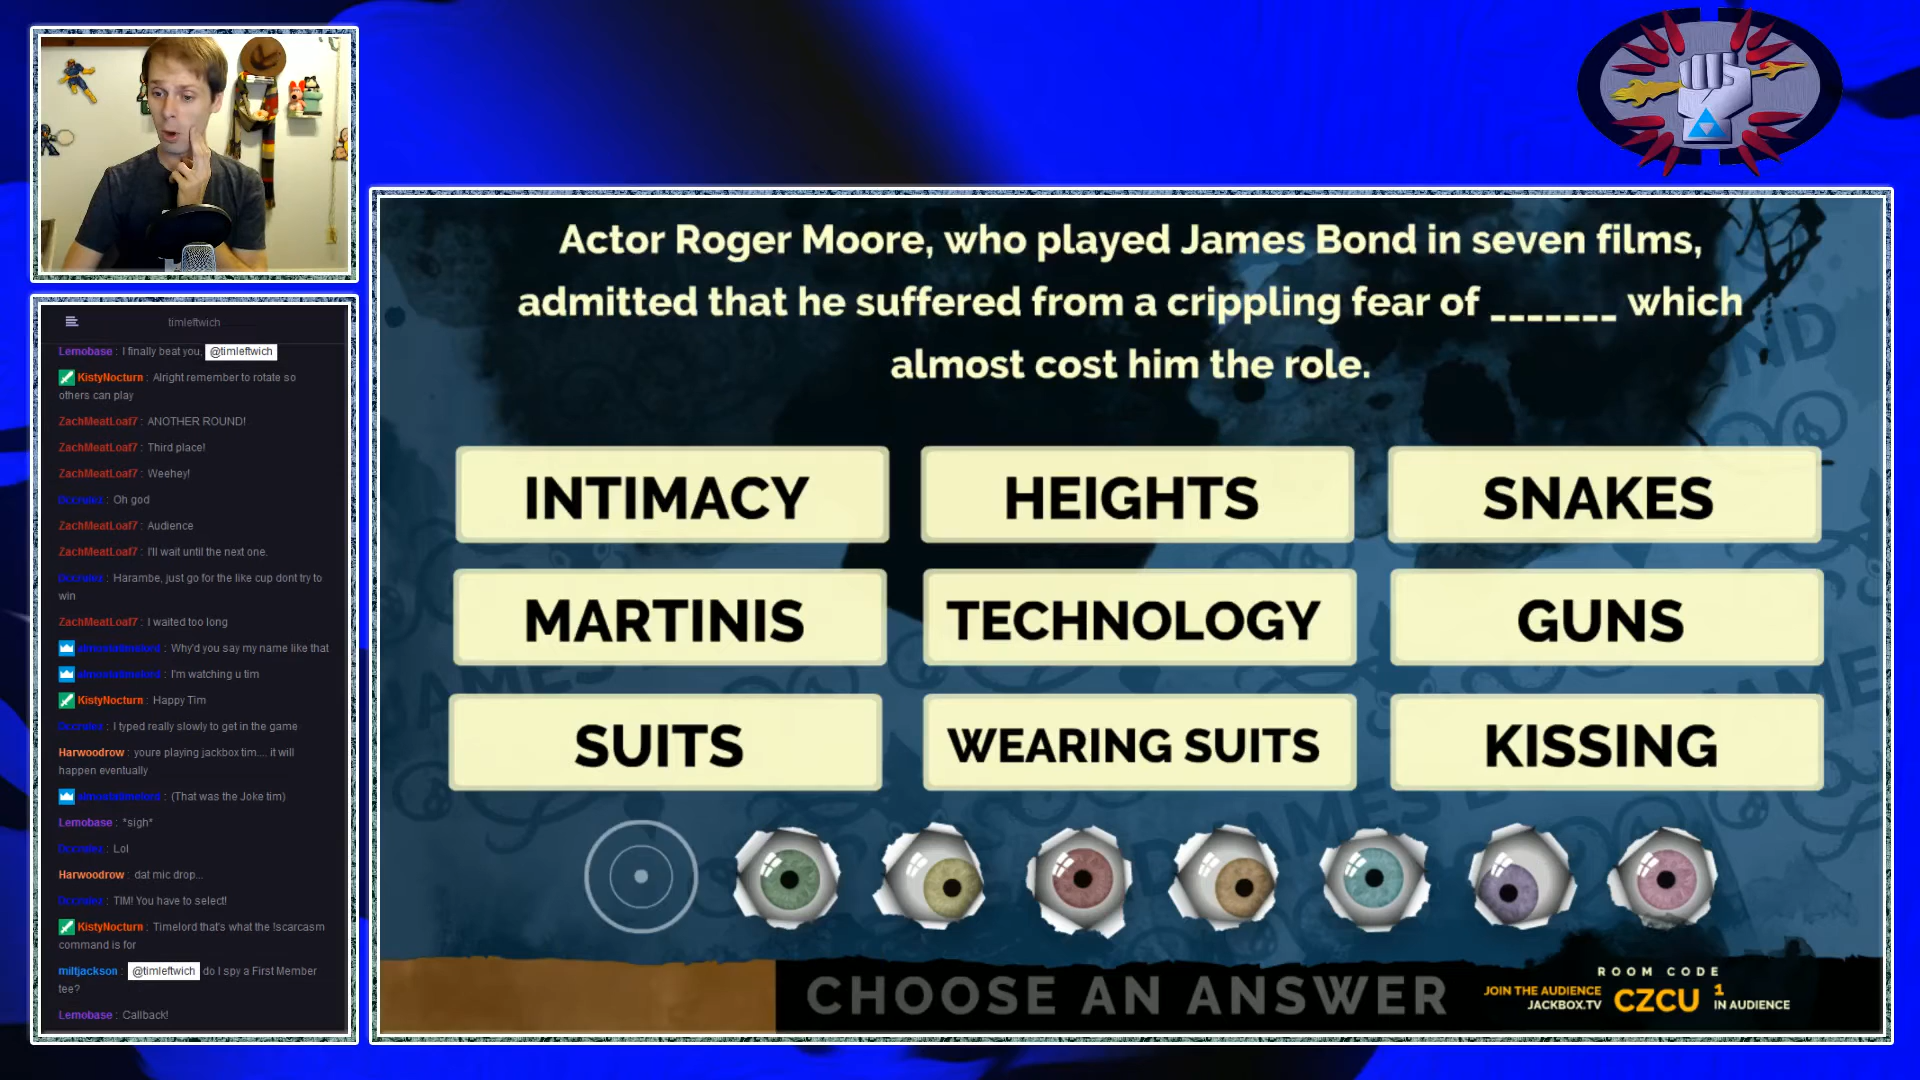 timleftwich
Lemobase : I finally beat you, @timleftwich
KistyNocturn : Alright remember to rotate so
others can play
ZachMeatLoaf7 : ANOTHER ROUND!
ZachMeatLoaf7 : Third place!
ZachMeatLoaf7 : Weehey!
: Oh god
ZachMeatLoaf7 : Audience
ZachMeatLoaf7 : I'll wait until the next one.
: Harambe, just go for the like cup dont try to
win
ZachMeatLoaf7 : I waited too long
: Why'd you say my name like that
: I'm watching u tim
KistyNocturn : Happy Tim
: I typed really slowly to get in the game
Harwoodrow : youre playing jackbox tim.... it will
happen eventually
: (That was the Joke tim)
Lemobase : *sigh*
: Lol
Harwoodrow : dat mic drop...
: TIM! You have to select!
KistyNocturn : Timelord that's what the !scarcasm
command is for
miltjackson : @timleftwich do I spy a First Member
tee?
Lemobase : Callback!
Actor Roger Moore, who played James Bond in seven films,
admitted that he suffered from a crippling fear of _______ which
almost cost him the role.
INTIMACY
HEIGHTS
SNAKES
MARTINIS
TECHNOLOGY
GUNS
SUITS
WEARING SUITS
KISSING
CHOOSE AN ANSWER
ROOM CODE
JOIN THE AUDIENCE
JACKBOX.TV
CZCU
1
IN AUDIENCE